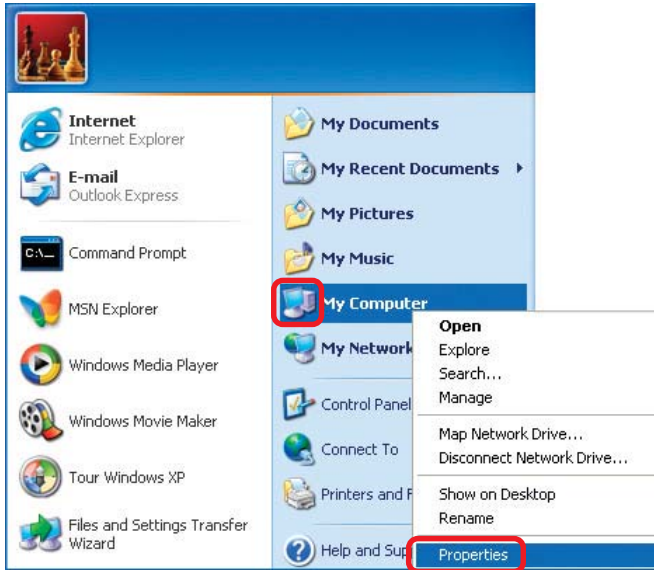 Internet
Internet Explorer
E-mail
Outlook Express
C:\_
Command Prompt
MSN Explorer
Windows Media Player
Windows Movie Maker
Tour Windows XP
Files and Settings Transfer
Wizard
My Documents
My Recent Documents
My Pictures
My Music
My Computer
My Network
Control Panel
Connect To
Printers and F
Help and Sup
Open
Explore
Search...
Manage
Map Network Drive...
Disconnect Network Drive...
Show on Desktop
Rename
Properties